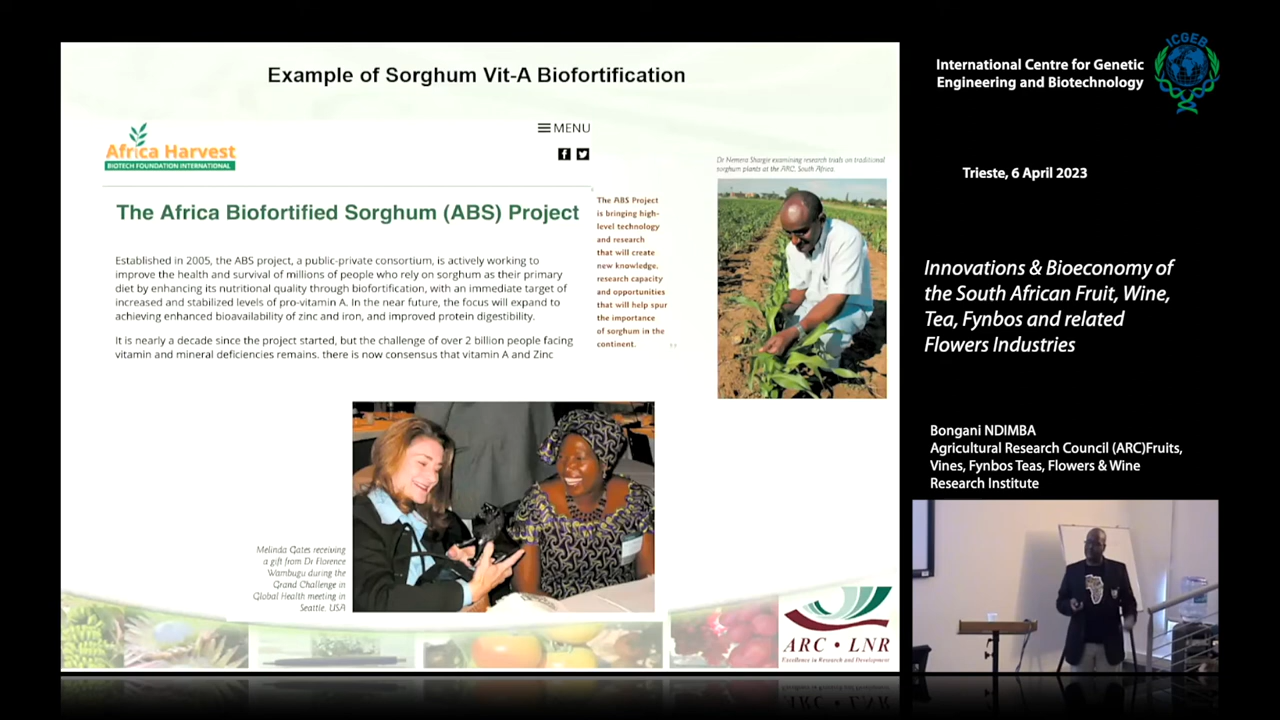 Example of Sorghum Vit-A Biofortification
Africa Harvest
BIOTECH FOUNDATION INTERNATIONAL
MENU
The Africa Biofortified Sorghum (ABS) Project
Established in 2005, the ABS project, a public-private consortium, is actively working to
improve the health and survival of millions of people who rely on sorghum as their primary
diet by enhancing its nutritional quality through biofortification, with an immediate target of
increased and stabilized levels of pro-vitamin A. In the near future, the focus will expand to
achieving enhanced bioavailability of zinc and iron, and improved protein digestibility.
It is nearly a decade since the project started, but the challenge of over 2 billion people facing
vitamin and mineral deficiencies remains. there is now consensus that vitamin A and Zinc
The ABS Project
is bringing high-
level technology
and research
that will create
new knowledge,
research capacity
and opportunities
that will help spur
the importance
of sorghum in the
continent.
Dr Nemera Shargie examining research trials on traditional
sorghum plants at the ARC, South Africa.
Melinda Gates receiving
a gift from Dr Florence
Wambugu during the
Grand Challenge in
Global Health meeting in
Seattle, USA
ARC • LNR
Excellence in Research and Development
International Centre for Genetic
Engineering and Biotechnology
ICGEB
Trieste, 6 April 2023
Innovations & Bioeconomy of
the South African Fruit, Wine,
Tea, Fynbos and related
Flowers Industries
Bongani NDIMBA
Agricultural Research Council (ARC)Fruits,
Vines, Fynbos Teas, Flowers & Wine
Research Institute